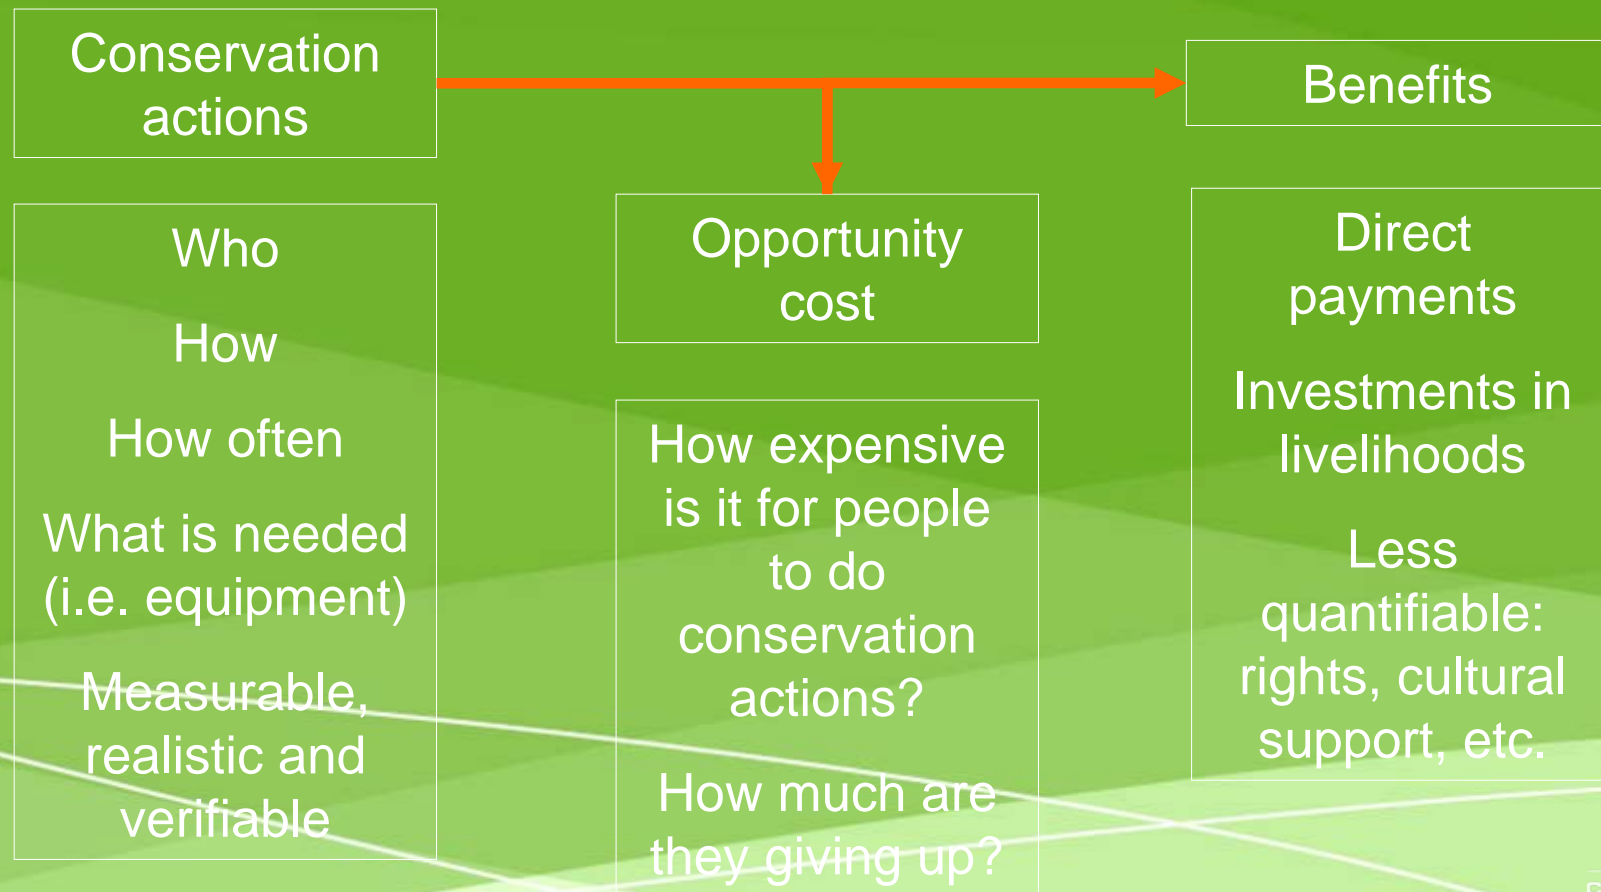 Conservation
actions
Benefits
Who
How
How often
What is needed
(i.e. equipment)
Measurable,
realistic and
verifiable
Opportunity
cost
How expensive
is it for people
to do
conservation
actions?
How much are
they giving up?
Direct
payments
Investments in
livelihoods
Less
quantifiable:
rights, cultural
support, etc.